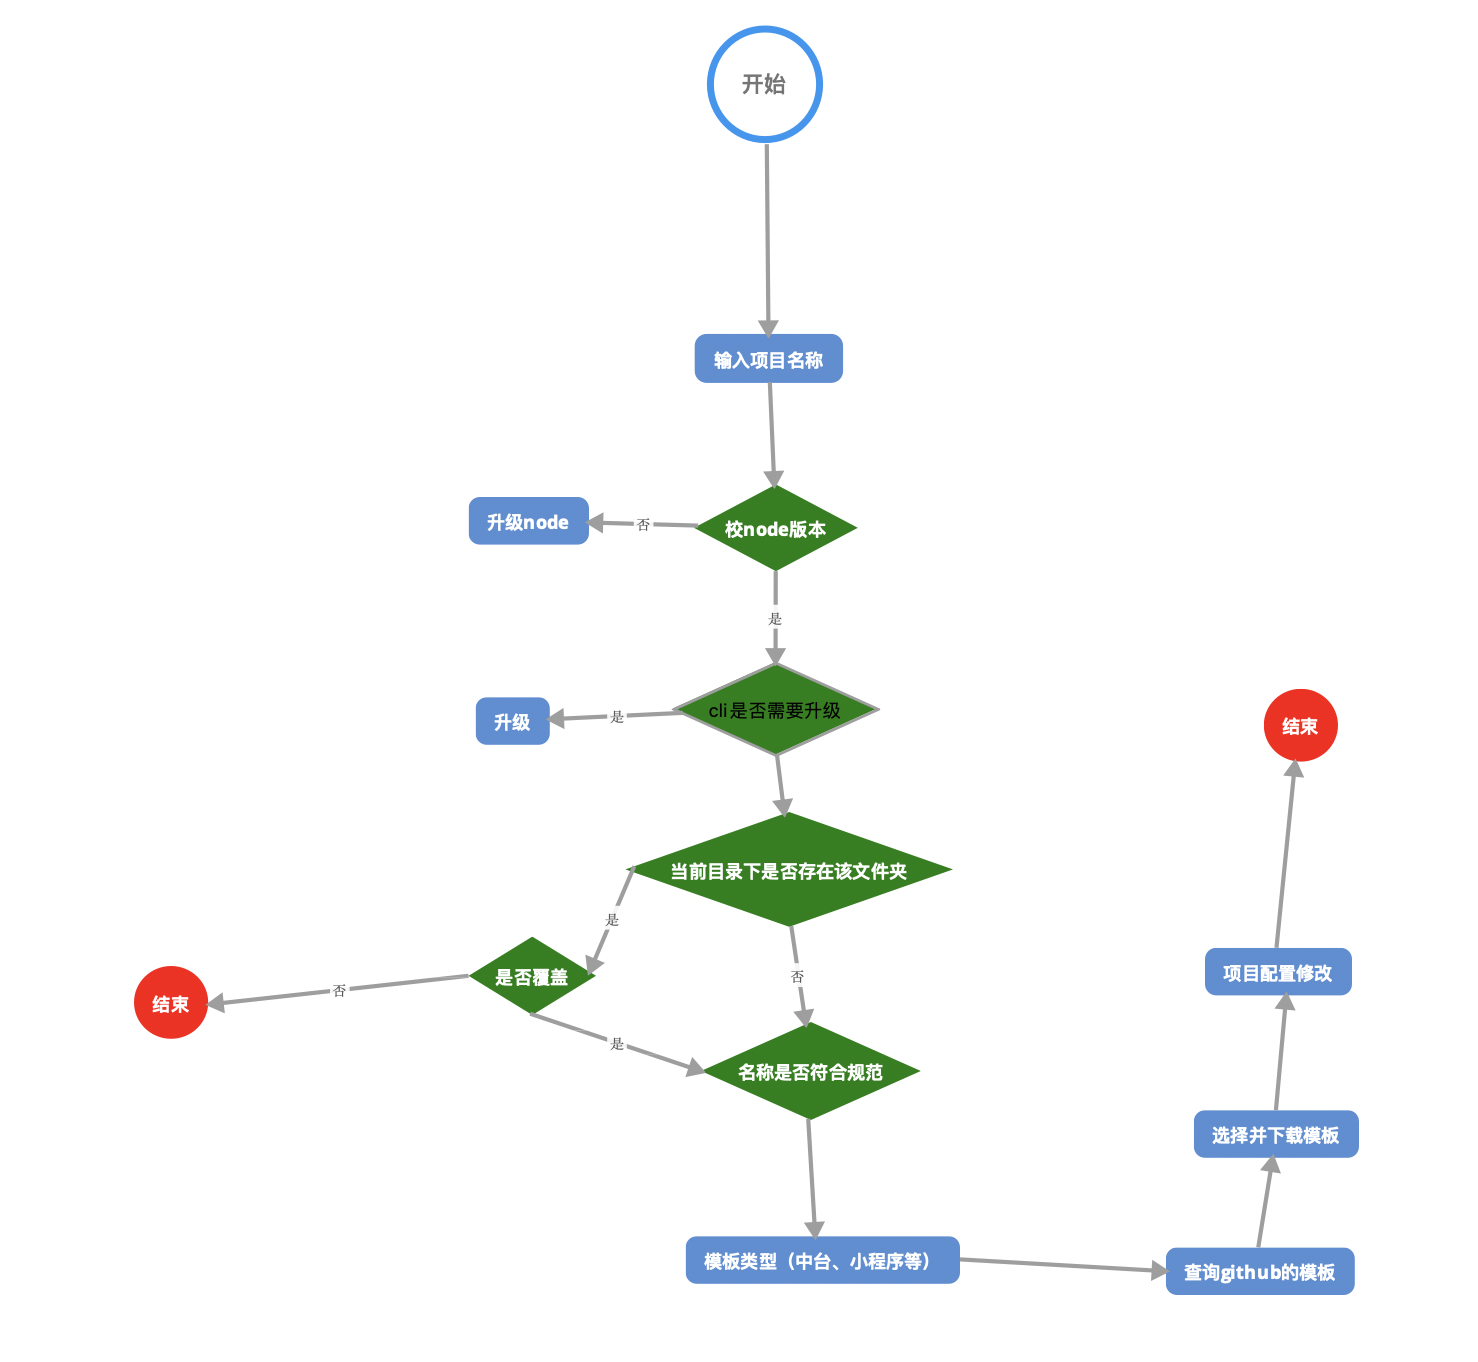 开始
输入项目名称
校node版本
否
升级node
是
cli是否需要升级
是
升级
当前目录下是否存在该文件夹
是
否
是否覆盖
否
结束
是
名称是否符合规范
模板类型（中台、小程序等）
查询github的模板
选择并下载模板
项目配置修改
结束